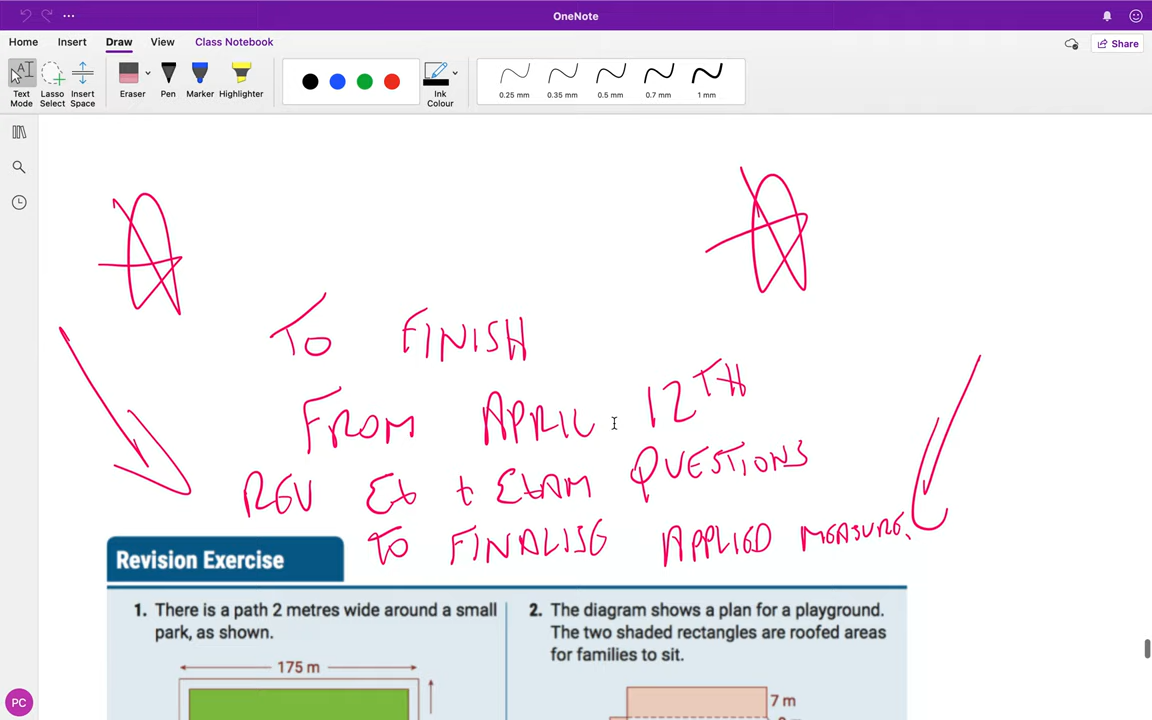 OneNote
Home Insert Draw View Class Notebook
Share
Text Mode
Lasso Select
Insert Space
Eraser
Pen
Marker
Highlighter
Ink Colour
0.25 mm 0.35 mm 0.5 mm 0.7 mm 1 mm
TO FINISH
FROM APRIL 12TH
REV Ex + ExAM QUESTIONS
TO FINALISE APPLIED MEASURE.
Revision Exercise
1. There is a path 2 metres wide around a small
park, as shown.
175 m
2. The diagram shows a plan for a playground.
The two shaded rectangles are roofed areas
for families to sit.
7 m
PC